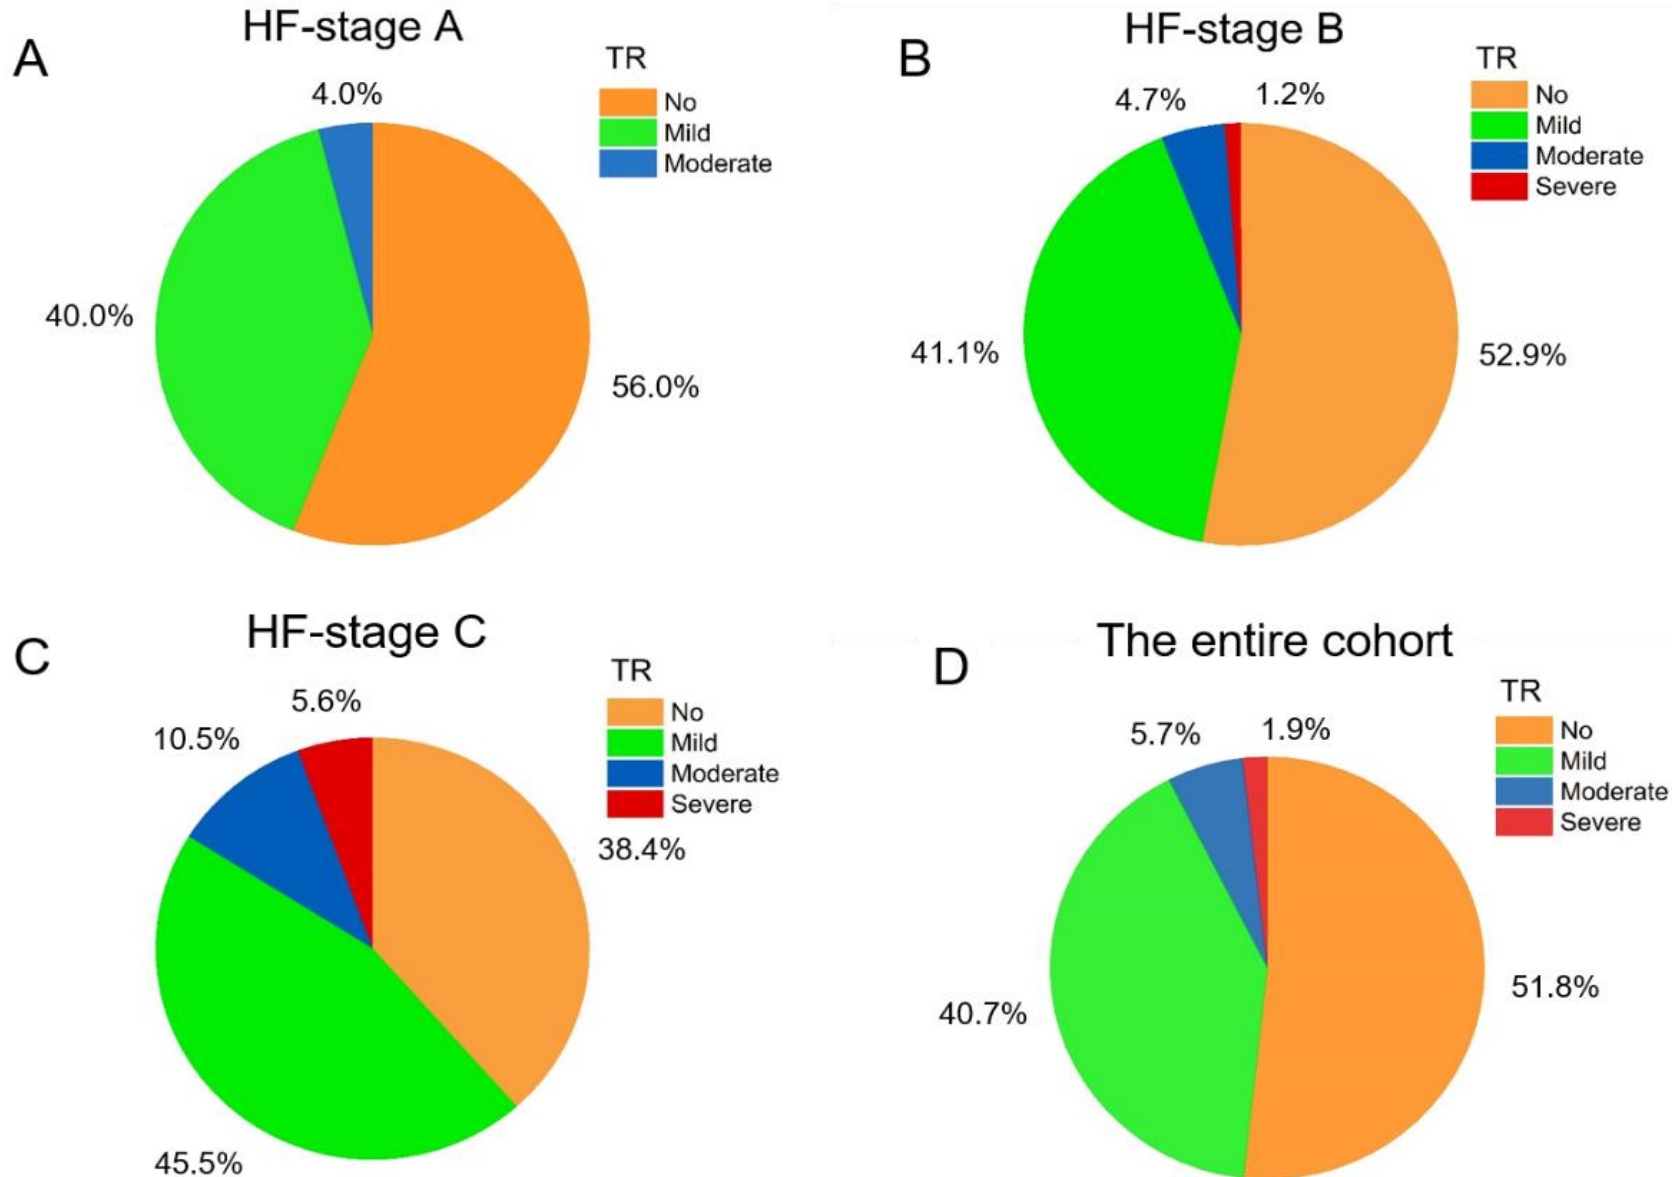 A
HF-stage A
TR
No
Mild
Moderate
4.0%
40.0%
56.0%
B
HF-stage B
TR
No
Mild
Moderate
Severe
4.7%
1.2%
41.1%
52.9%
C
HF-stage C
TR
No
Mild
Moderate
Severe
5.6%
10.5%
38.4%
45.5%
D
The entire cohort
TR
No
Mild
Moderate
Severe
5.7%
1.9%
40.7%
51.8%